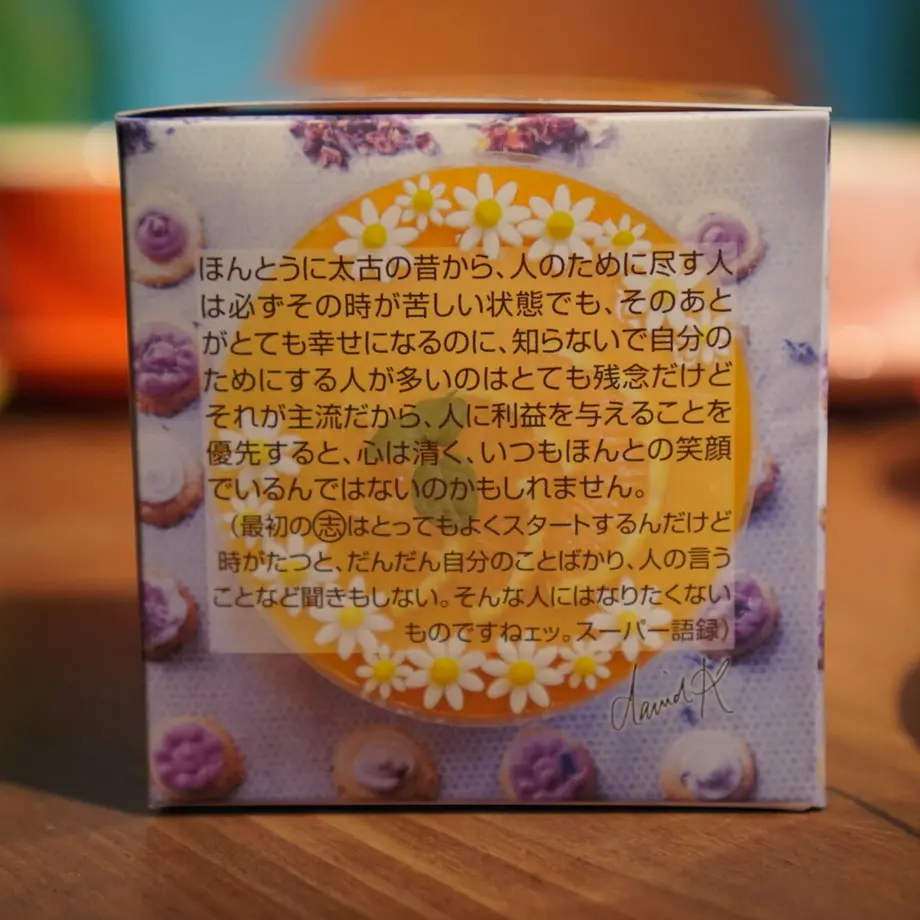 ほんとうに太古の昔から、人のために尽す人
は必ずその時が苦しい状態でも、そのあと
がとても幸せになるのに、知らないで自分の
ためにする人が多いのはとても残念だけど
それが主流だから、人に利益を与えることを
優先すると、心は清く、いつもほんとの笑顔
でいるんではないのかもしれません。
（最初の㊭はとってもよくスタートするんだけど
時がたつと、だんだん自分のことばかり、人の言う
ことなど聞きもしない。そんな人にはなりたくない
ものですねェッ。スーパー語録）
david